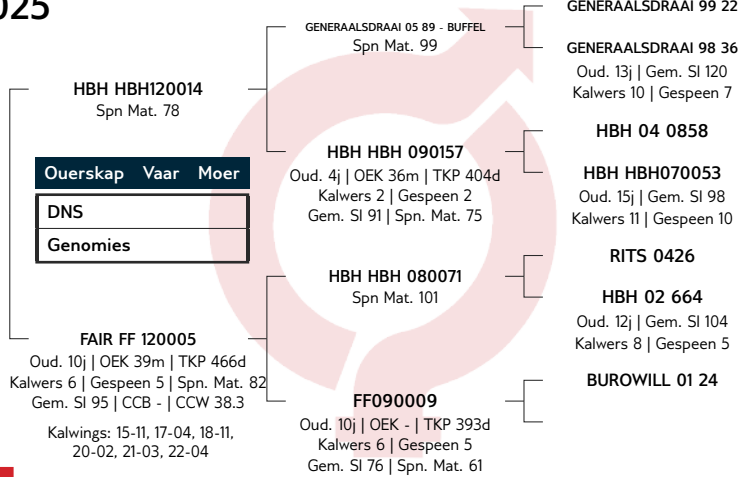 025
GENERAALSDRAAI 99 22
GENERAALSDRAAI 05 89 - BUFFEL
Spn Mat. 99
GENERAALSDRAAI 98 36
Oud. 13j | Gem. SI 120
Kalwers 10 | Gespeen 7
HBH HBH120014
Spn Mat. 78
HBH 04 0858
HBH HBH 090157
Oud. 4j | OEK 36m | TKP 404d
Kalwers 2 | Gespeen 2
Gem. SI 91 | Spn. Mat. 75
HBH HBH070053
Oud. 15j | Gem. SI 98
Kalwers 11 | Gespeen 10
Ouerskap Vaar Moer
DNS
Genomies
RITS 0426
HBH HBH 080071
Spn Mat. 101
HBH 02 664
Oud. 12j | Gem. SI 104
Kalwers 8 | Gespeen 5
FAIR FF 120005
Oud. 10j | OEK 39m | TKP 466d
Kalwers 6 | Gespeen 5 | Spn. Mat. 82
Gem. SI 95 | CCB - | CCW 38.3
Kalwings: 15-11, 17-04, 18-11,
20-02, 21-03, 22-04
BUROWILL 01 24
FF090009
Oud. 10j | OEK - | TKP 393d
Kalwers 6 | Gespeen 5
Gem. SI 76 | Spn. Mat. 61